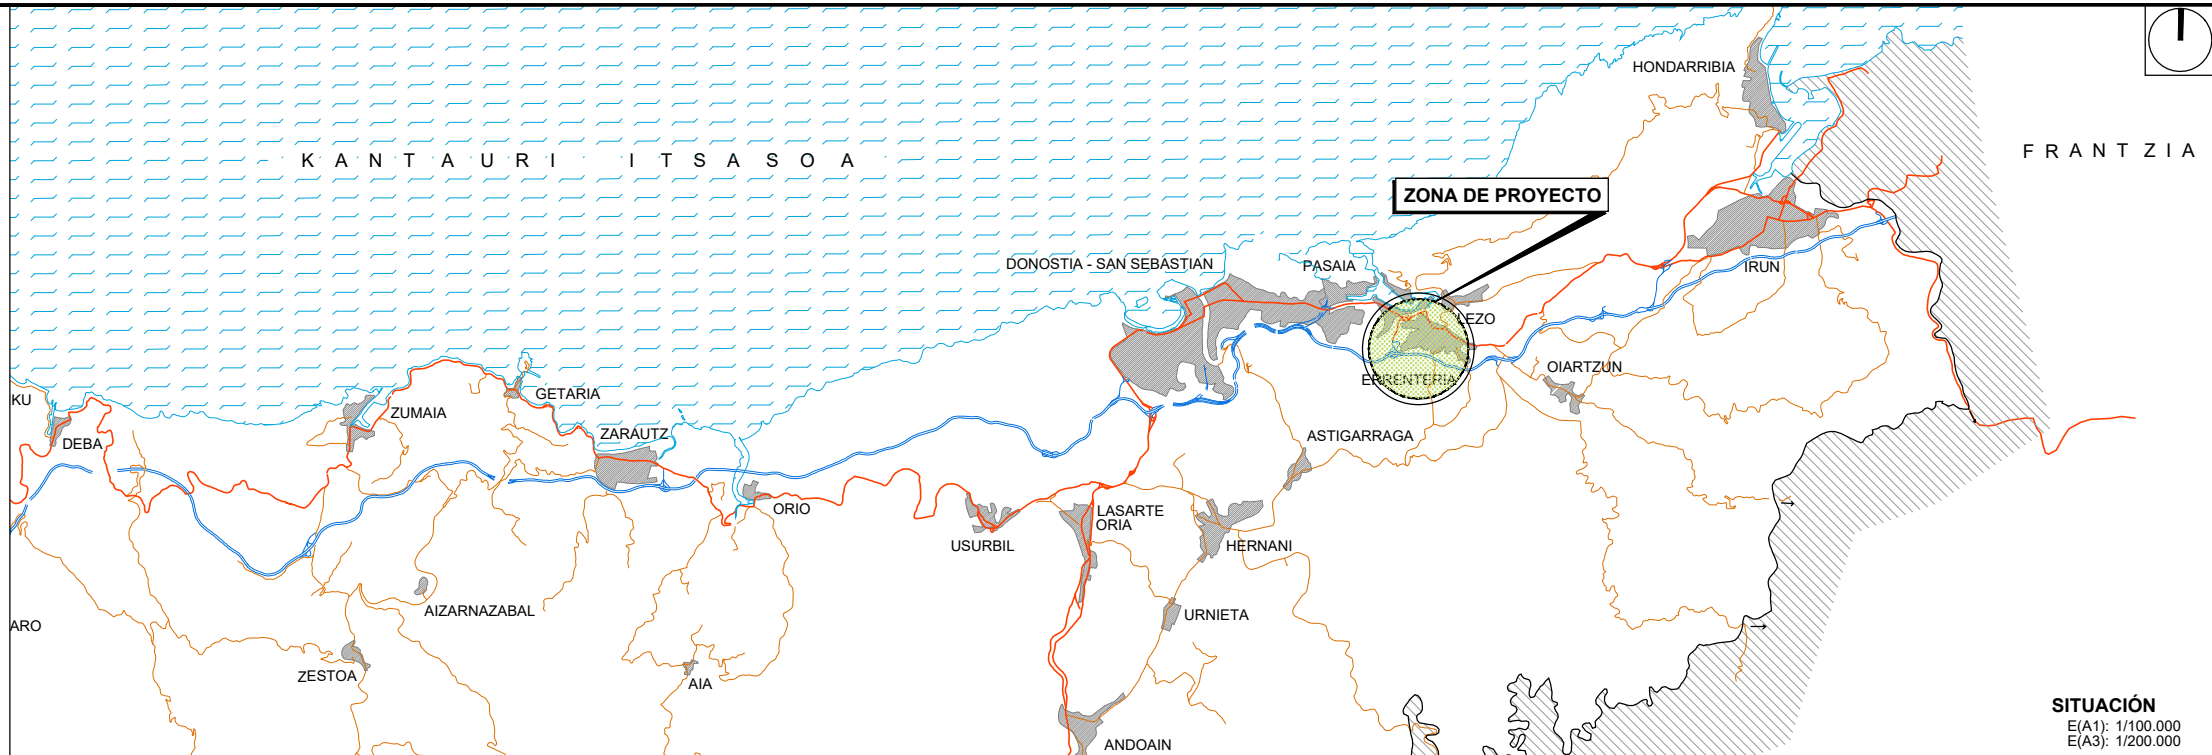 HONDARRIBIA
KANTAURI ITSASOA
FRANTZIA
ZONA DE PROYECTO
DONOSTIA - SAN SEBASTIAN
PASAIA
IRUN
LEZO
OIARTZUN
ERRENTERIA
KU
GETARIA
ZUMAIA
DEBA
ZARAUTZ
ASTIGARRAGA
ORIO
LASARTE
ORIA
USURBIL
HERNANI
AIZARNAZABAL
URNIETA
ARO
ZESTOA
AIA
ANDOAIN
SITUACIÓN
E(A1): 1/100.000
E(A3): 1/200.000